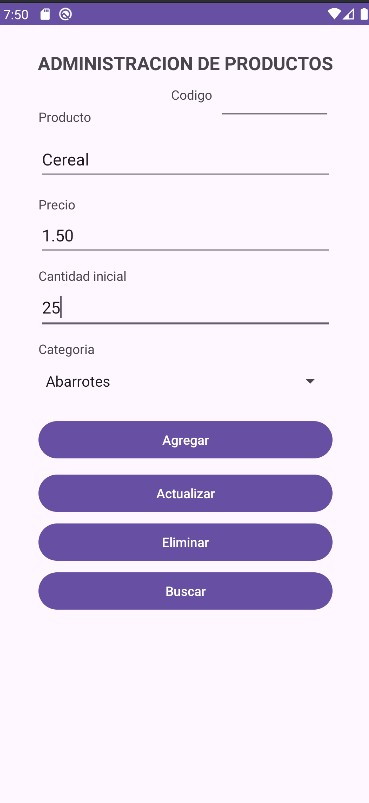 7:50
ADMINISTRACION DE PRODUCTOS
Codigo
Producto
Cereal
Precio
1.50
Cantidad inicial
25
Categoria
Abarrotes
Agregar
Actualizar
Eliminar
Buscar